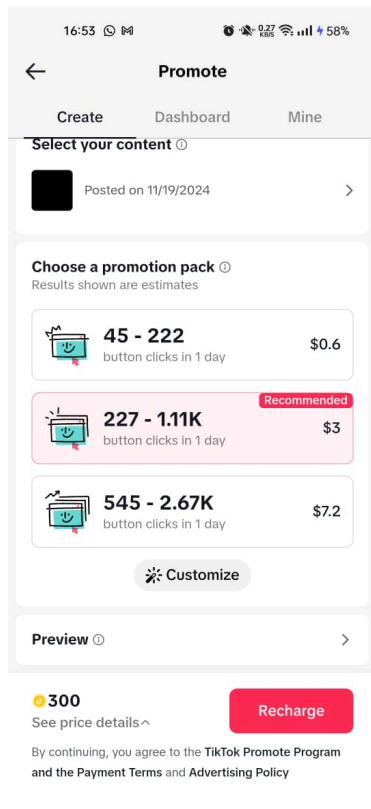 16:53
0.27 KB/S 58%
Promote
Create Dashboard Mine
Select your content
Posted on 11/19/2024
Choose a promotion pack
Results shown are estimates
45 - 222
button clicks in 1 day
$0.6
Recommended
227 - 1.11K
button clicks in 1 day
$3
545 - 2.67K
button clicks in 1 day
$7.2
Customize
Preview
300
See price details
Recharge
By continuing, you agree to the TikTok Promote Program
and the Payment Terms and Advertising Policy